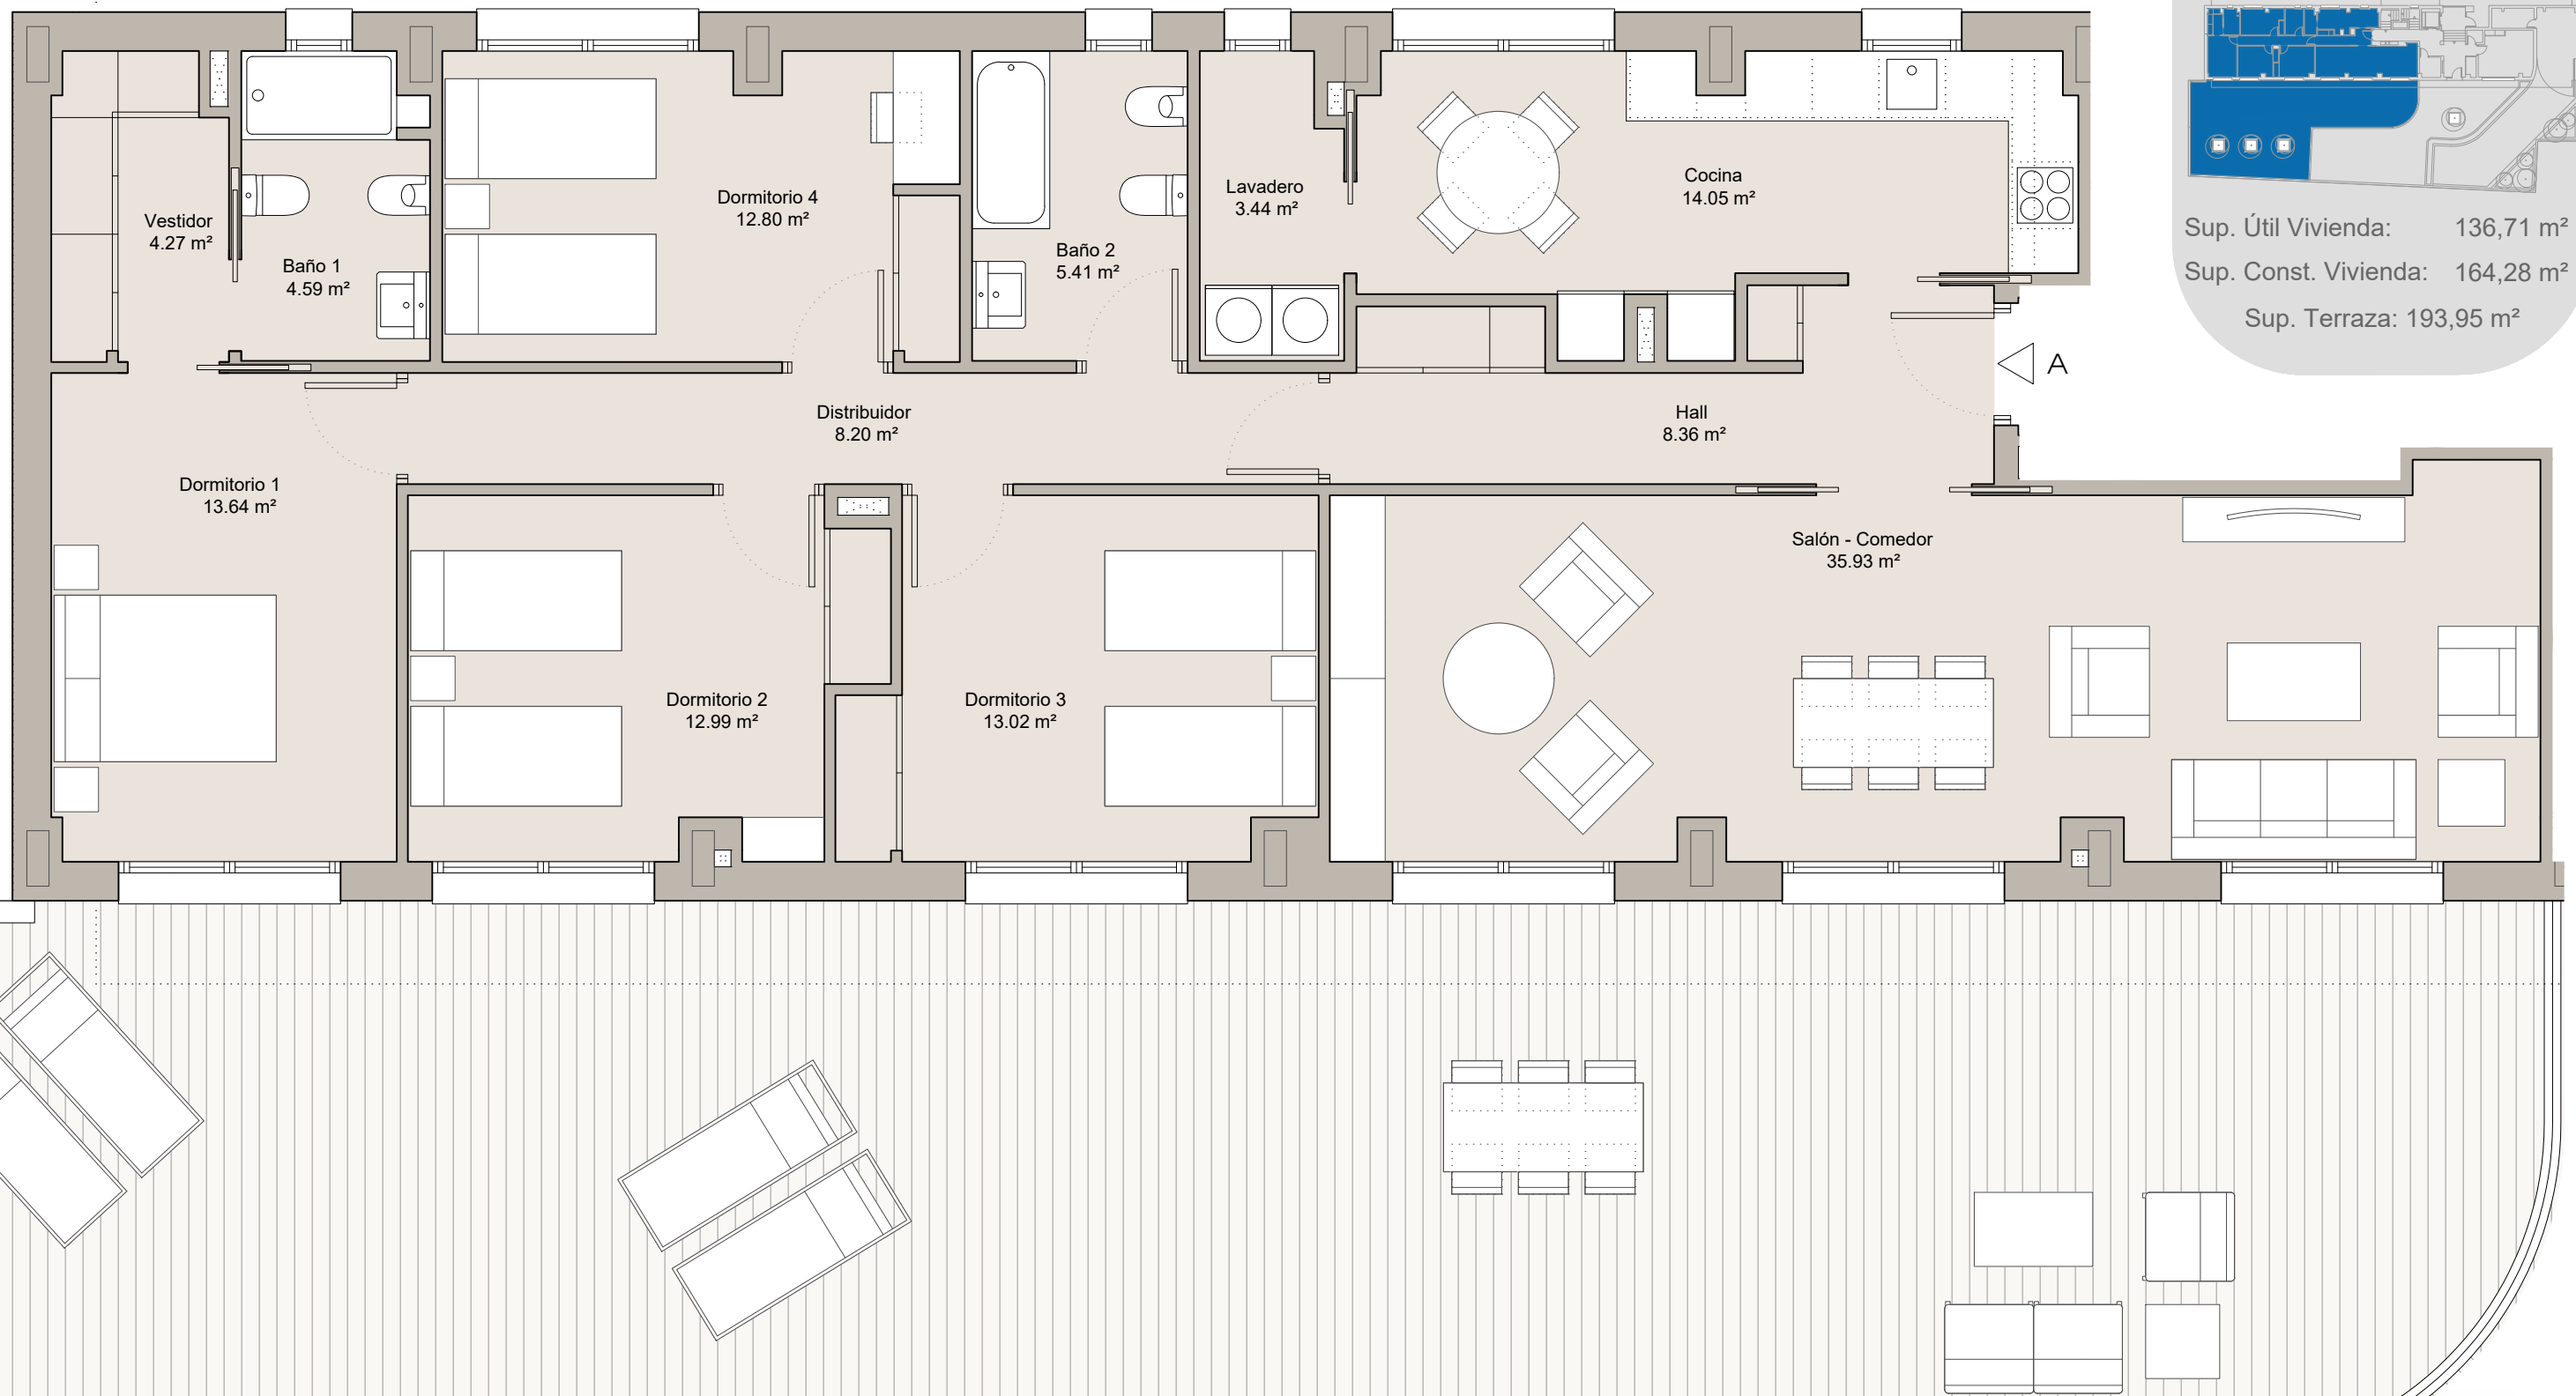 Vestidor
4.27 m²
Baño 1
4.59 m²
Dormitorio 4
12.80 m²
Baño 2
5.41 m²
Lavadero
3.44 m²
Cocina
14.05 m²
Sup. Útil Vivienda: 136,71 m²
Sup. Const. Vivienda: 164,28 m²
Sup. Terraza: 193,95 m²
A
Distribuidor
8.20 m²
Hall
8.36 m²
Dormitorio 1
13.64 m²
Salón - Comedor
35.93 m²
Dormitorio 2
12.99 m²
Dormitorio 3
13.02 m²